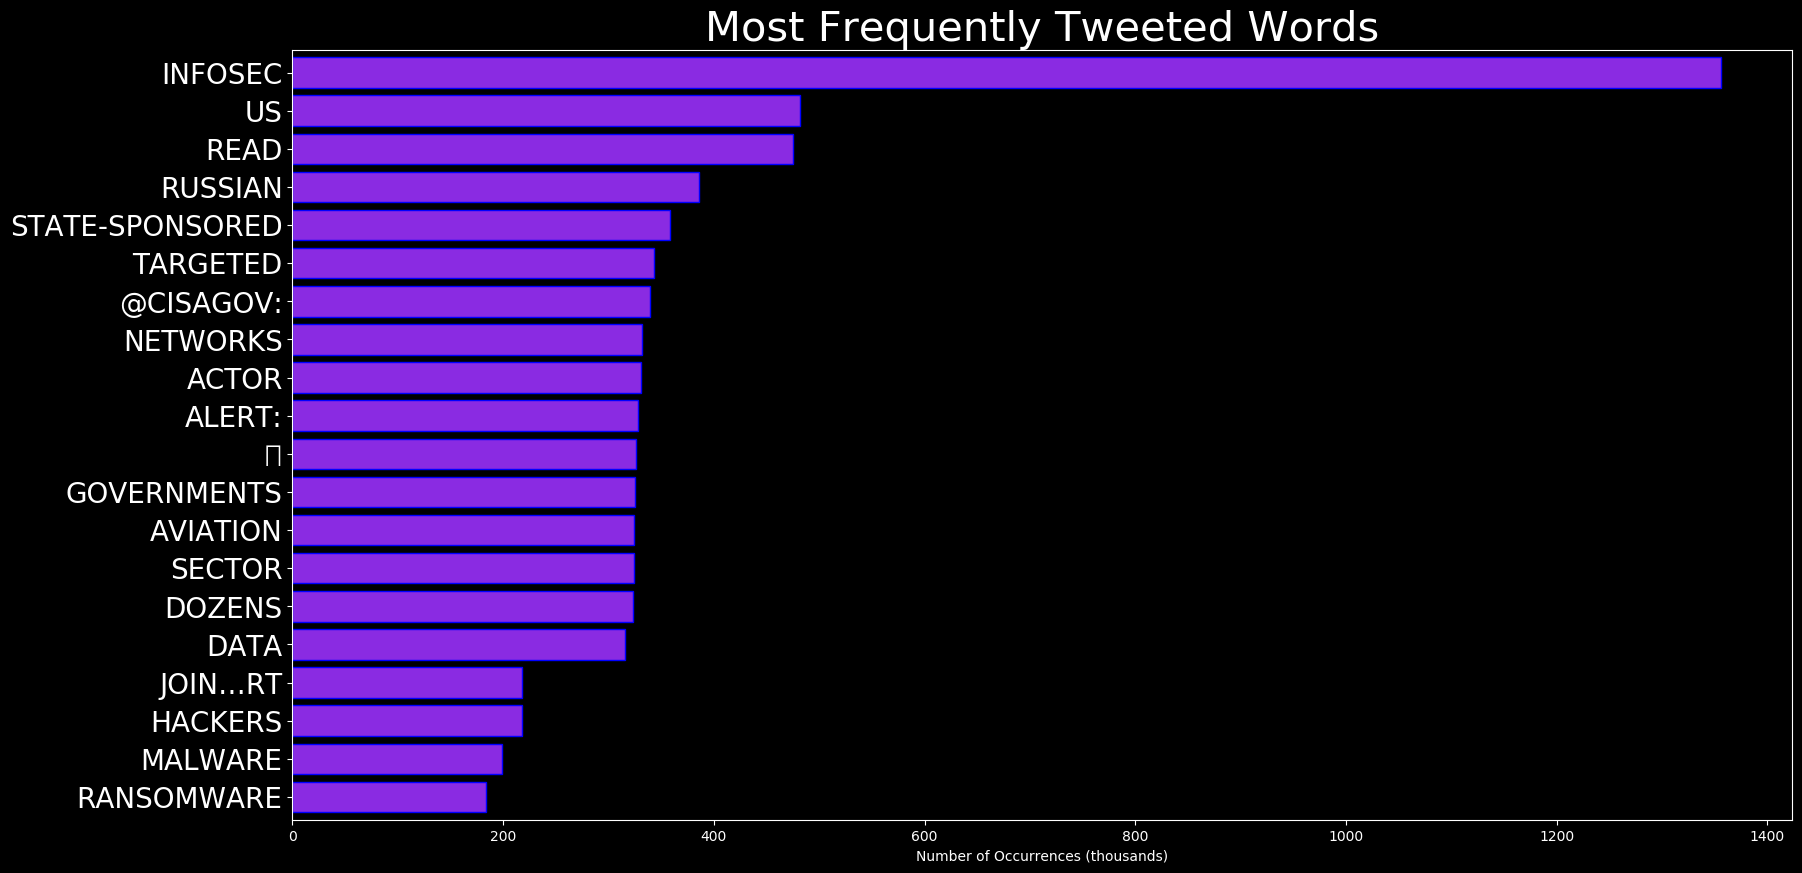 Most Frequently Tweeted Words
INFOSEC
US
READ
RUSSIAN
STATE-SPONSORED
TARGETED
@CISAGOV:
NETWORKS
ACTOR
ALERT:
GOVERNMENTS
AVIATION
SECTOR
DOZENS
DATA
JOIN…RT
HACKERS
MALWARE
RANSOMWARE
0 200 400 600 800 1000 1200 1400
Number of Occurrences (thousands)